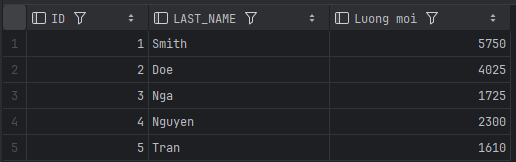 ID LAST_NAME Luong moi
1 1 Smith 5750
2 2 Doe 4025
3 3 Nga 1725
4 4 Nguyen 2300
5 5 Tran 1610